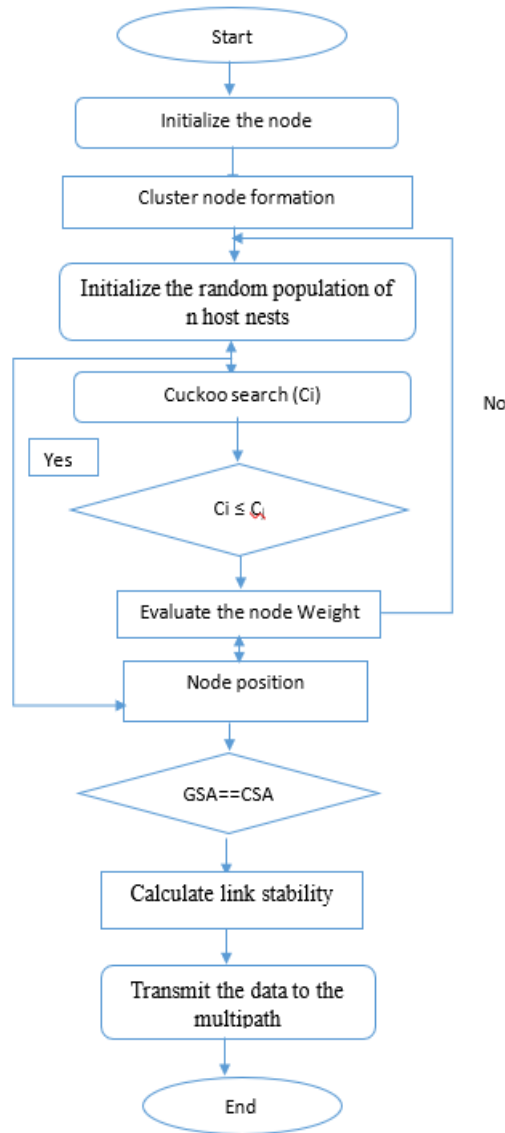 Start
Initialize the node
Cluster node formation
Initialize the random population of
n host nests
Cuckoo search (Ci)
No
Yes
Ci ≤ Cj
Evaluate the node Weight
Node position
GSA==CSA
Calculate link stability
Transmit the data to the
multipath
End